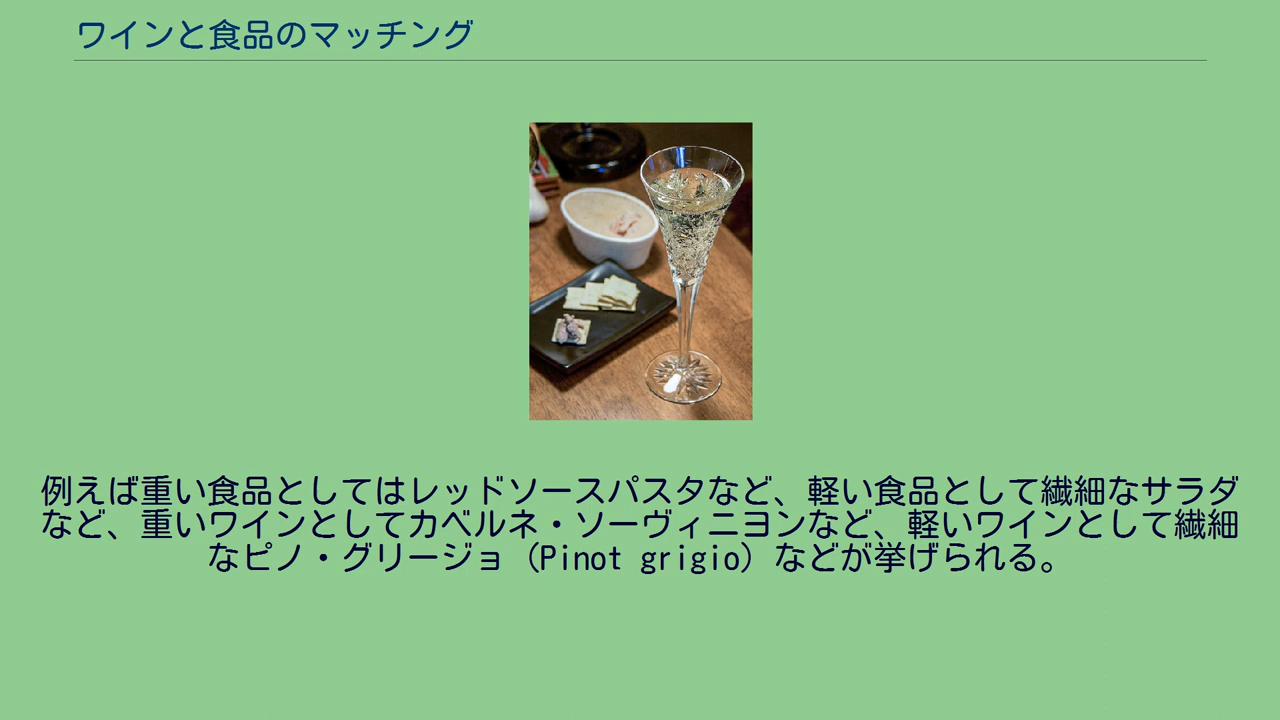 ワインと食品のマッチング
例えば重い食品としてはレッドソースパスタなど、軽い食品として繊細なサラダ
など、重いワインとしてカベルネ・ソーヴィニヨンなど、軽いワインとして繊細
なピノ・グリージョ（Pinot grigio）などが挙げられる。